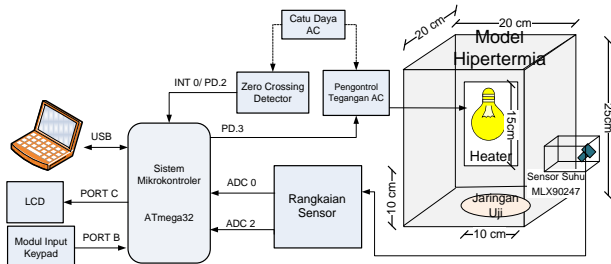 Catu Daya
AC
INT 0/ PD.2
Zero Crossing
Detector
Pengontrol
Tegangan AC
PD.3
USB
Sistem
Mikrokontroler
ATmega32
LCD
PORT C
Modul Input
Keypad
PORT B
ADC 0
ADC 2
Rangkaian
Sensor
20 cm
20 cm
Model
Hipertermia
15cm
25cm
Heater
Sensor Suhu
MLX90247
10 cm
Jaringan
Uji
10 cm